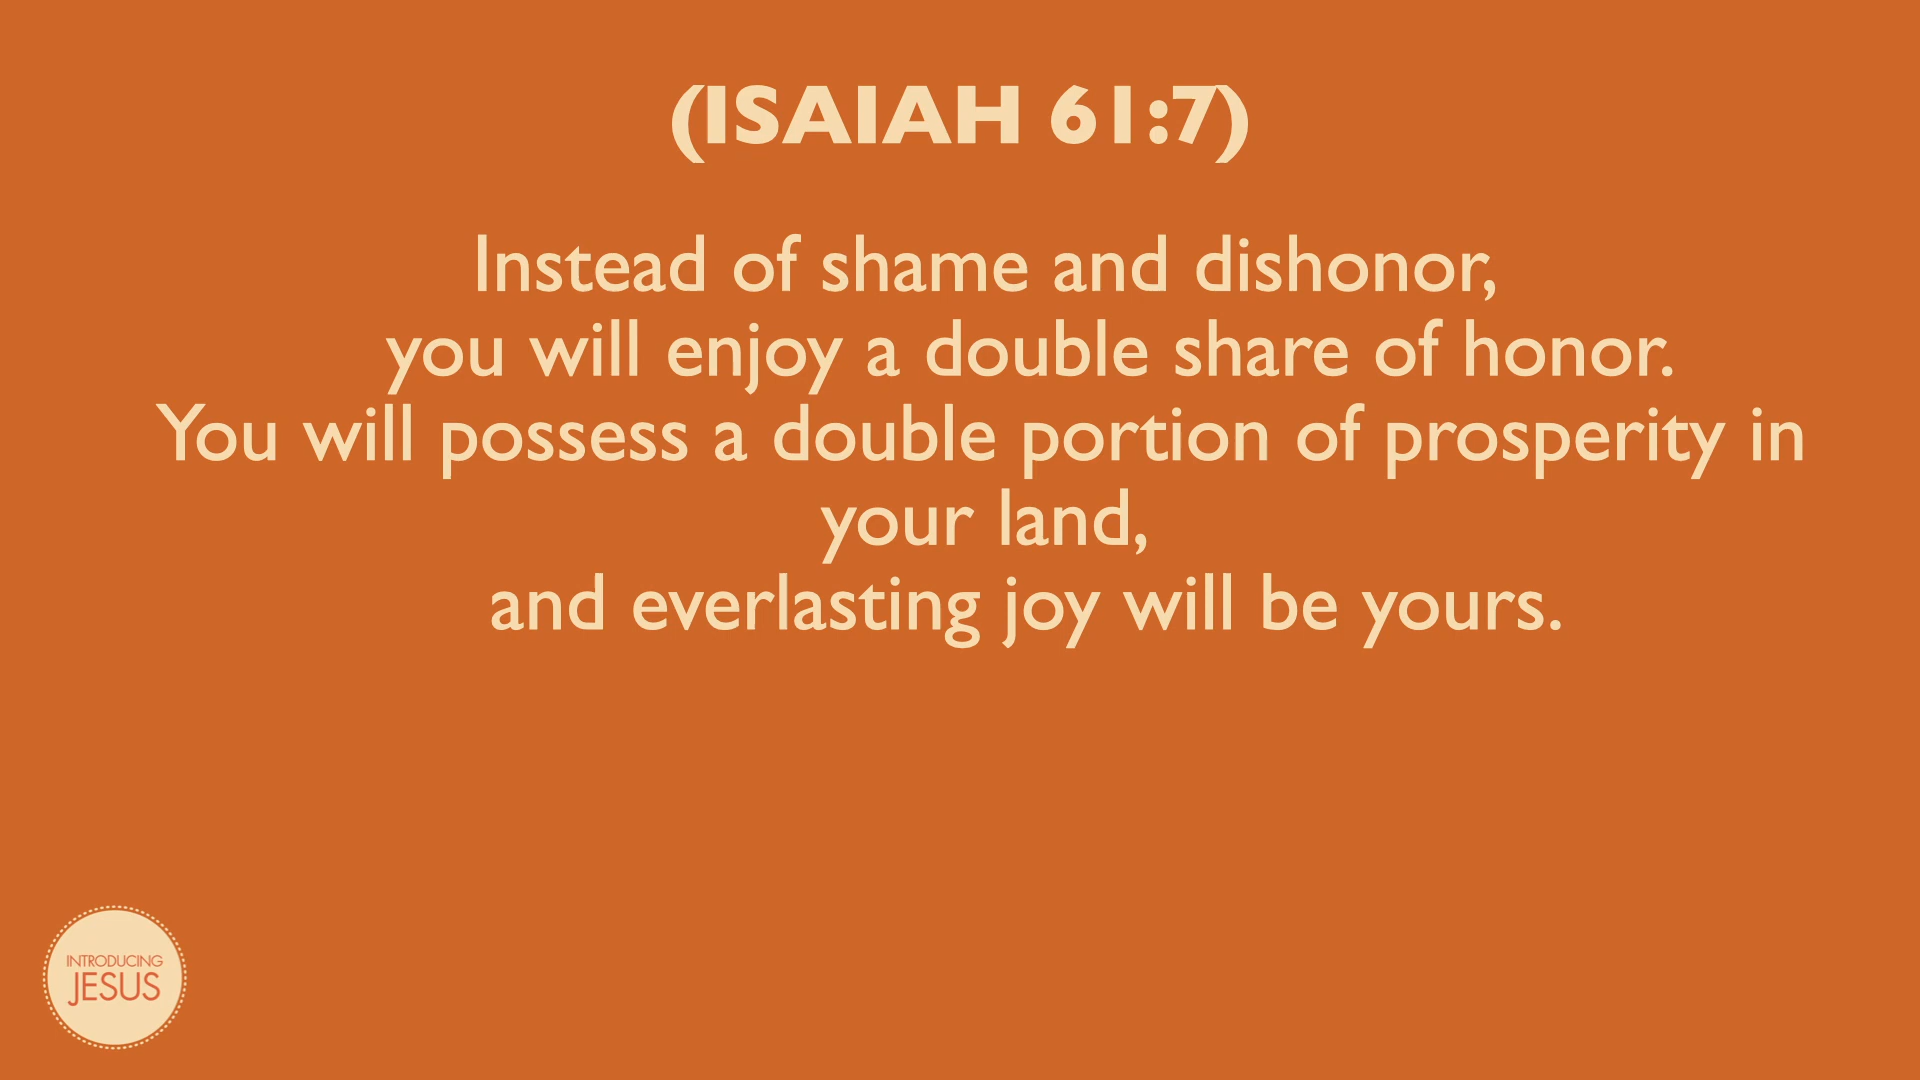 (ISAIAH 61:7)
Instead of shame and dishonor,
you will enjoy a double share of honor.
You will possess a double portion of prosperity in
your land,
and everlasting joy will be yours.
INTRODUCING
JESUS